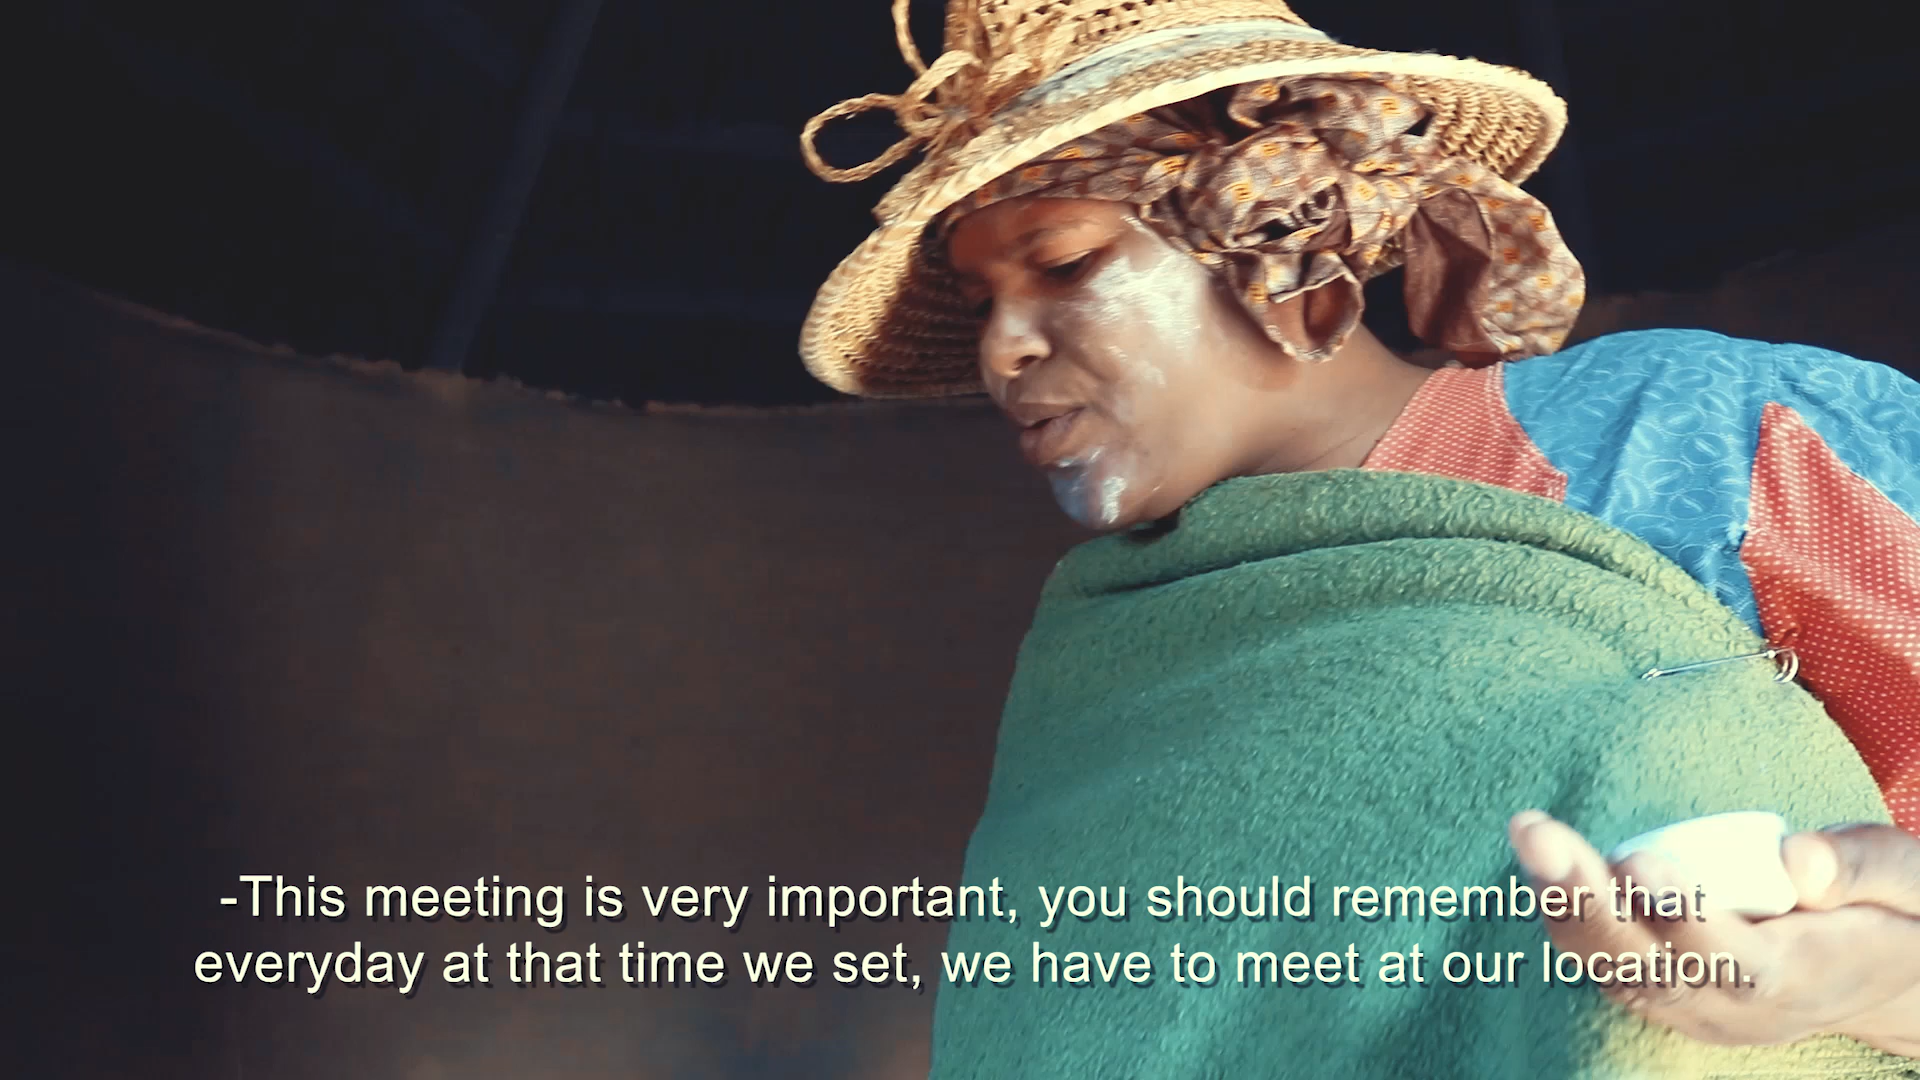 -This meeting is very important, you should remember that
everyday at that time we set, we have to meet at our location.